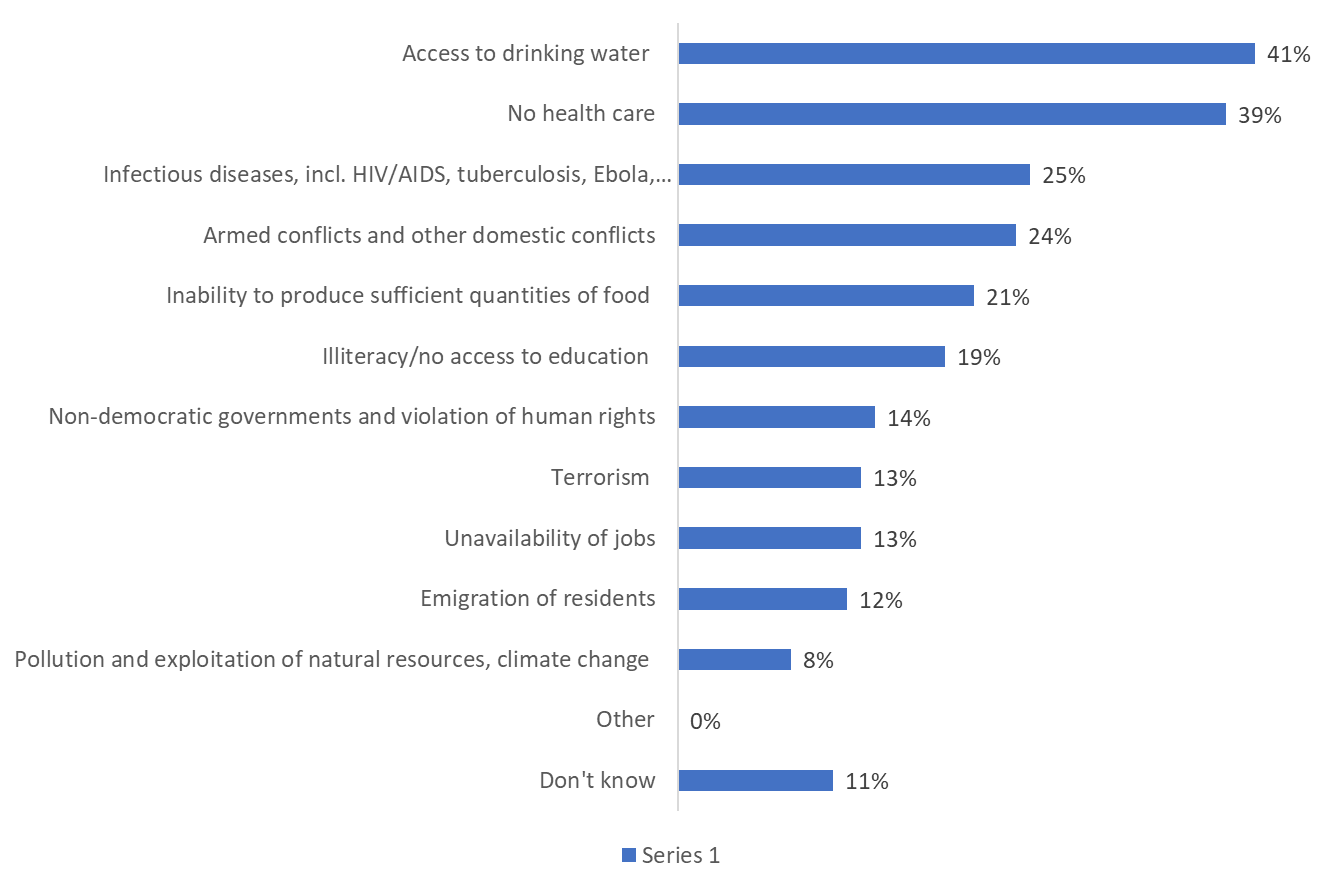 Access to drinking water 41%
No health care 39%
Infectious diseases, incl. HIV/AIDS, tuberculosis, Ebola,... 25%
Armed conflicts and other domestic conflicts 24%
Inability to produce sufficient quantities of food 21%
Illiteracy/no access to education 19%
Non-democratic governments and violation of human rights 14%
Terrorism 13%
Unavailability of jobs 13%
Emigration of residents 12%
Pollution and exploitation of natural resources, climate change 8%
Other 0%
Don't know 11%
Series 1